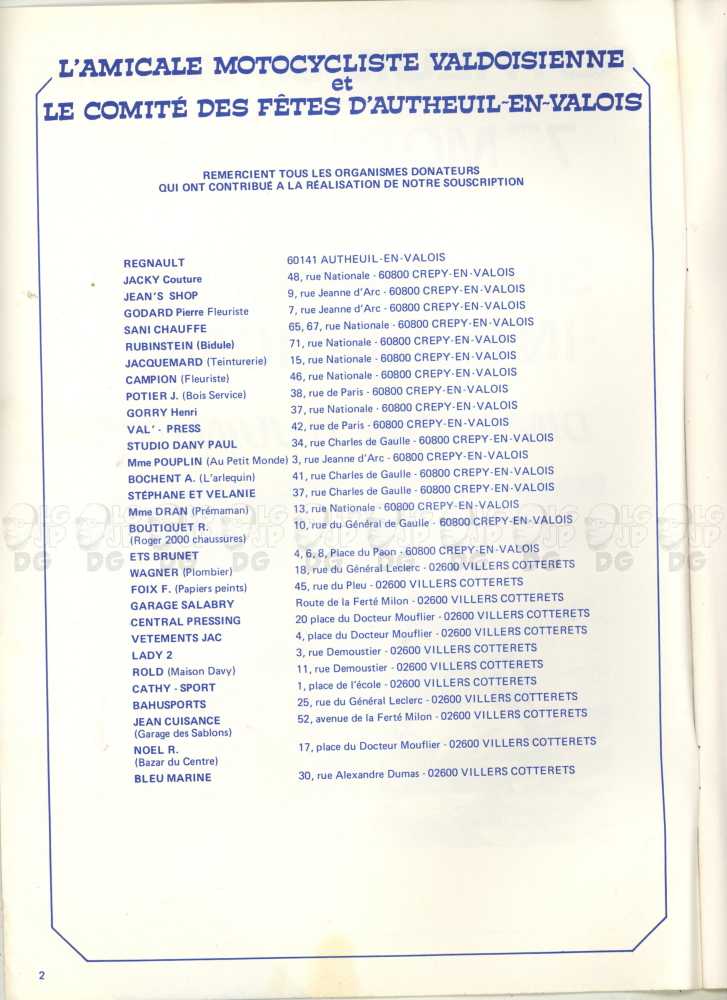 L'AMICALE MOTOCYCLISTE VALDOISIENNE
et
LE COMITÉ DES FÊTES D'AUTHEUIL-EN-VALOIS
REMERCIENT TOUS LES ORGANISMES DONATEURS
QUI ONT CONTRIBUÉ A LA RÉALISATION DE NOTRE SOUSCRIPTION
REGNAULT 60141 AUTHEUIL-EN-VALOIS
JACKY Couture 48, rue Nationale - 60800 CREPY-EN-VALOIS
JEAN'S SHOP 9, rue Jeanne d'Arc - 60800 CREPY-EN-VALOIS
GODARD Pierre Fleuriste 7, rue Jeanne d'Arc - 60800 CREPY-EN-VALOIS
SANI CHAUFFE 65, 67, rue Nationale - 60800 CREPY-EN-VALOIS
RUBINSTEIN (Bidule) 71, rue Nationale - 60800 CREPY-EN-VALOIS
JACQUEMARD (Teinturerie) 15, rue Nationale - 60800 CREPY-EN-VALOIS
CAMPION (Fleuriste) 46, rue Nationale - 60800 CREPY-EN-VALOIS
POTIER J. (Bois Service) 38, rue de Paris - 60800 CREPY-EN-VALOIS
GORRY Henri 37, rue Nationale - 60800 CREPY-EN-VALOIS
VAL' - PRESS 42, rue de Paris - 60800 CREPY-EN-VALOIS
STUDIO DANY PAUL 34, rue Charles de Gaulle - 60800 CREPY-EN-VALOIS
Mme POUPLIN (Au Petit Monde) 3, rue Jeanne d'Arc - 60800 CREPY-EN-VALOIS
BOCHENT A. (L'arlequin) 41, rue Charles de Gaulle - 60800 CREPY-EN-VALOIS
STÉPHANE ET VELANIE 37, rue Charles de Gaulle - 60800 CREPY-EN-VALOIS
Mme DRAN (Prémaman) 13, rue Nationale - 60800 CREPY-EN-VALOIS
BOUTIQUET R. 10, rue du Général de Gaulle - 60800 CREPY-EN-VALOIS
(Roger 2000 chaussures)
ETS BRUNET 4, 6, 8, Place du Paon - 60800 CREPY-EN-VALOIS
WAGNER (Plombier) 18, rue du Général Leclerc - 02600 VILLERS COTTERETS
FOIX F. (Papiers peints) 45, rue du Pleu - 02600 VILLERS COTTERETS
GARAGE SALABRY Route de la Ferté Milon - 02600 VILLERS COTTERETS
CENTRAL PRESSING 20 place du Docteur Mouflier - 02600 VILLERS COTTERETS
VETEMENTS JAC 4, place du Docteur Mouflier - 02600 VILLERS COTTERETS
LADY 2 3, rue Demoustier - 02600 VILLERS COTTERETS
ROLD (Maison Davy) 11, rue Demoustier - 02600 VILLERS COTTERETS
CATHY - SPORT 1, place de l'école - 02600 VILLERS COTTERETS
BAHUSPORTS 25, rue du Général Leclerc - 02600 VILLERS COTTERETS
JEAN CUISANCE 52, avenue de la Ferté Milon - 02600 VILLERS COTTERETS
(Garage des Sablons)
NOEL R. 17, place du Docteur Mouflier - 02600 VILLERS COTTERETS
(Bazar du Centre)
BLEU MARINE 30, rue Alexandre Dumas - 02600 VILLERS COTTERETS
2